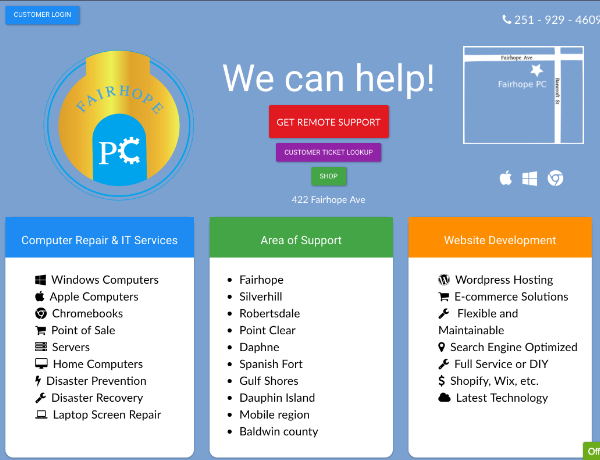 CUSTOMER LOGIN
251 - 929 - 4609
FAIRHOPE
PC
We can help!
GET REMOTE SUPPORT
CUSTOMER TICKET LOOKUP
SHOP
422 Fairhope Ave
Fairhope Ave
Fairhope PC
Bancroft St
Computer Repair & IT Services
Windows Computers
Apple Computers
Chromebooks
Point of Sale
Servers
Home Computers
Disaster Prevention
Disaster Recovery
Laptop Screen Repair
Area of Support
Fairhope
Silverhill
Robertsdale
Point Clear
Daphne
Spanish Fort
Gulf Shores
Dauphin Island
Mobile region
Baldwin county
Website Development
Wordpress Hosting
E-commerce Solutions
Flexible and
Maintainable
Search Engine Optimized
Full Service or DIY
Shopify, Wix, etc.
Latest Technology